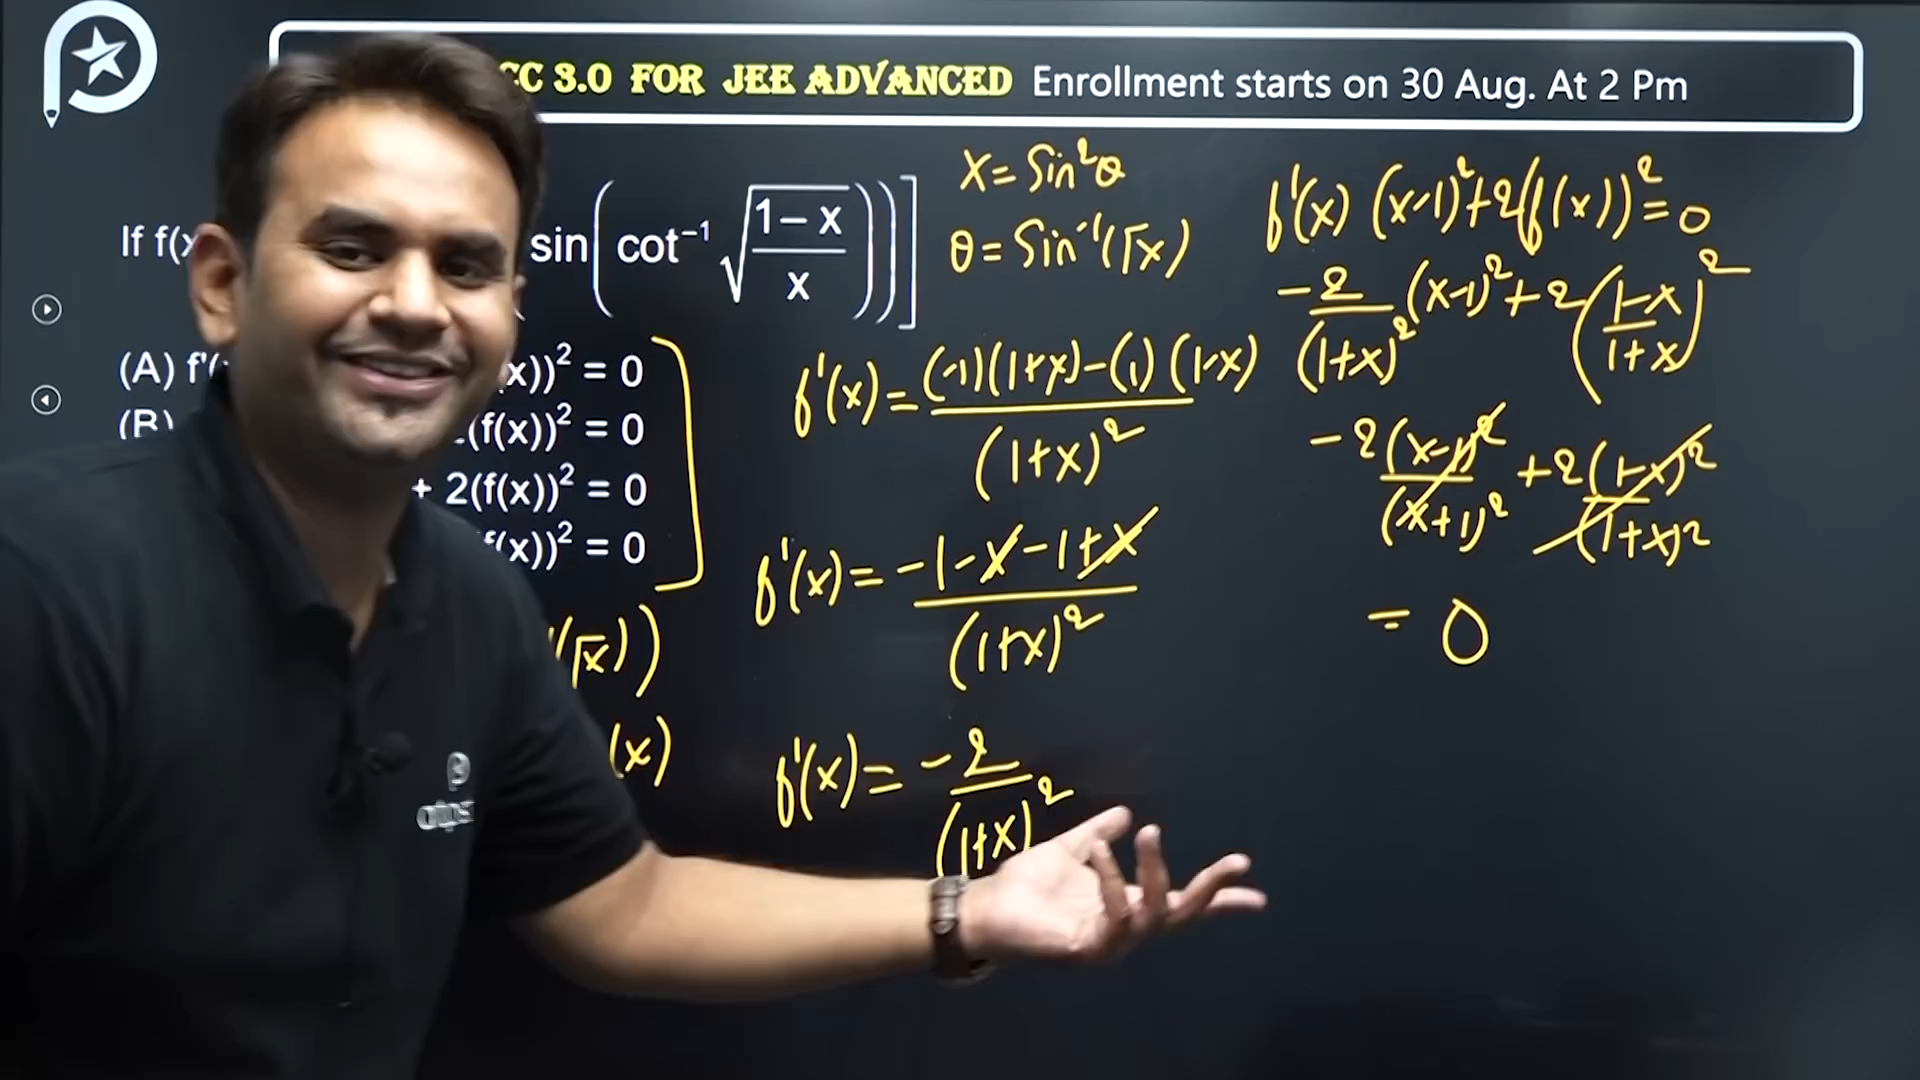 CC 3.0 FOR JEE ADVANCED Enrollment starts on 30 Aug. At 2 Pm
If f(x sin(cot⁻¹ √((1−x)/x)))]
(A) f'( x))² = 0
(B) (f(x))² = 0
+ 2(f(x))² = 0
f(x))² = 0
(√x))
(x)
x = Sin²θ
θ = Sin⁻¹(√x)
f'(x) = ((-1)(1+x) - (1)(1-x))/(1+x)²
f'(x) = (-1-x-1+x)/(1+x)²
f'(x) = -2/(1+x)²
f'(x) (x-1)² + 2(f(x))² = 0
-2/(1+x)² (x-1)² + 2((1-x)/(1+x))²
-2(x-1)²/(x+1)² + 2(1-x)²/(1+x)²
= 0